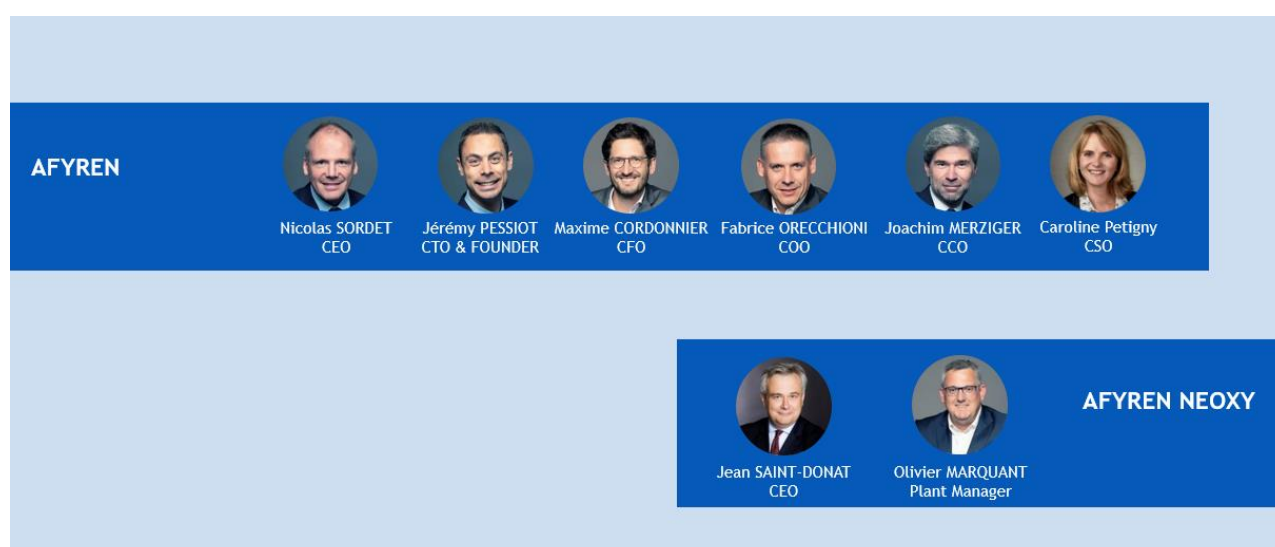 AFYREN
Nicolas SORDET
CEO
Jérémy PESSIOT
CTO & FOUNDER
Maxime CORDONNIER
CFO
Fabrice ORECCHIONI
COO
Joachim MERZIGER
CCO
Caroline Petigny
CSO
Jean SAINT-DONAT
CEO
Olivier MARQUANT
Plant Manager
AFYREN NEOXY